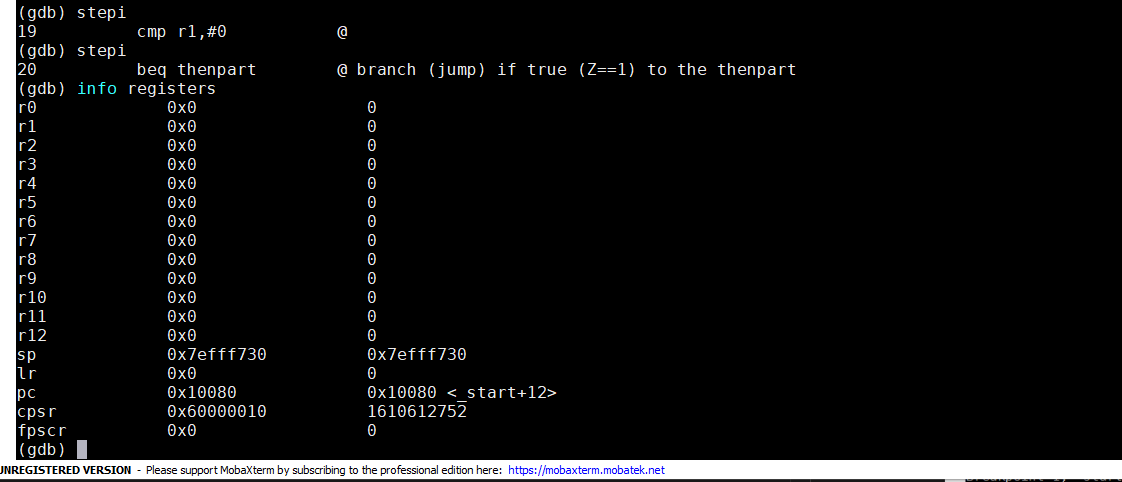 (gdb) stepi
19 cmp r1,#0 @
(gdb) stepi
20 beq thenpart @ branch (jump) if true (Z==1) to the thenpart
(gdb) info registers
r0 0x0 0
r1 0x0 0
r2 0x0 0
r3 0x0 0
r4 0x0 0
r5 0x0 0
r6 0x0 0
r7 0x0 0
r8 0x0 0
r9 0x0 0
r10 0x0 0
r11 0x0 0
r12 0x0 0
sp 0x7efff730 0x7efff730
lr 0x0 0
pc 0x10080 0x10080 <_start+12>
cpsr 0x60000010 1610612752
fpscr 0x0 0
(gdb)
UNREGISTERED VERSION - Please support MobaXterm by subscribing to the professional edition here: https://mobaxterm.mobatek.net